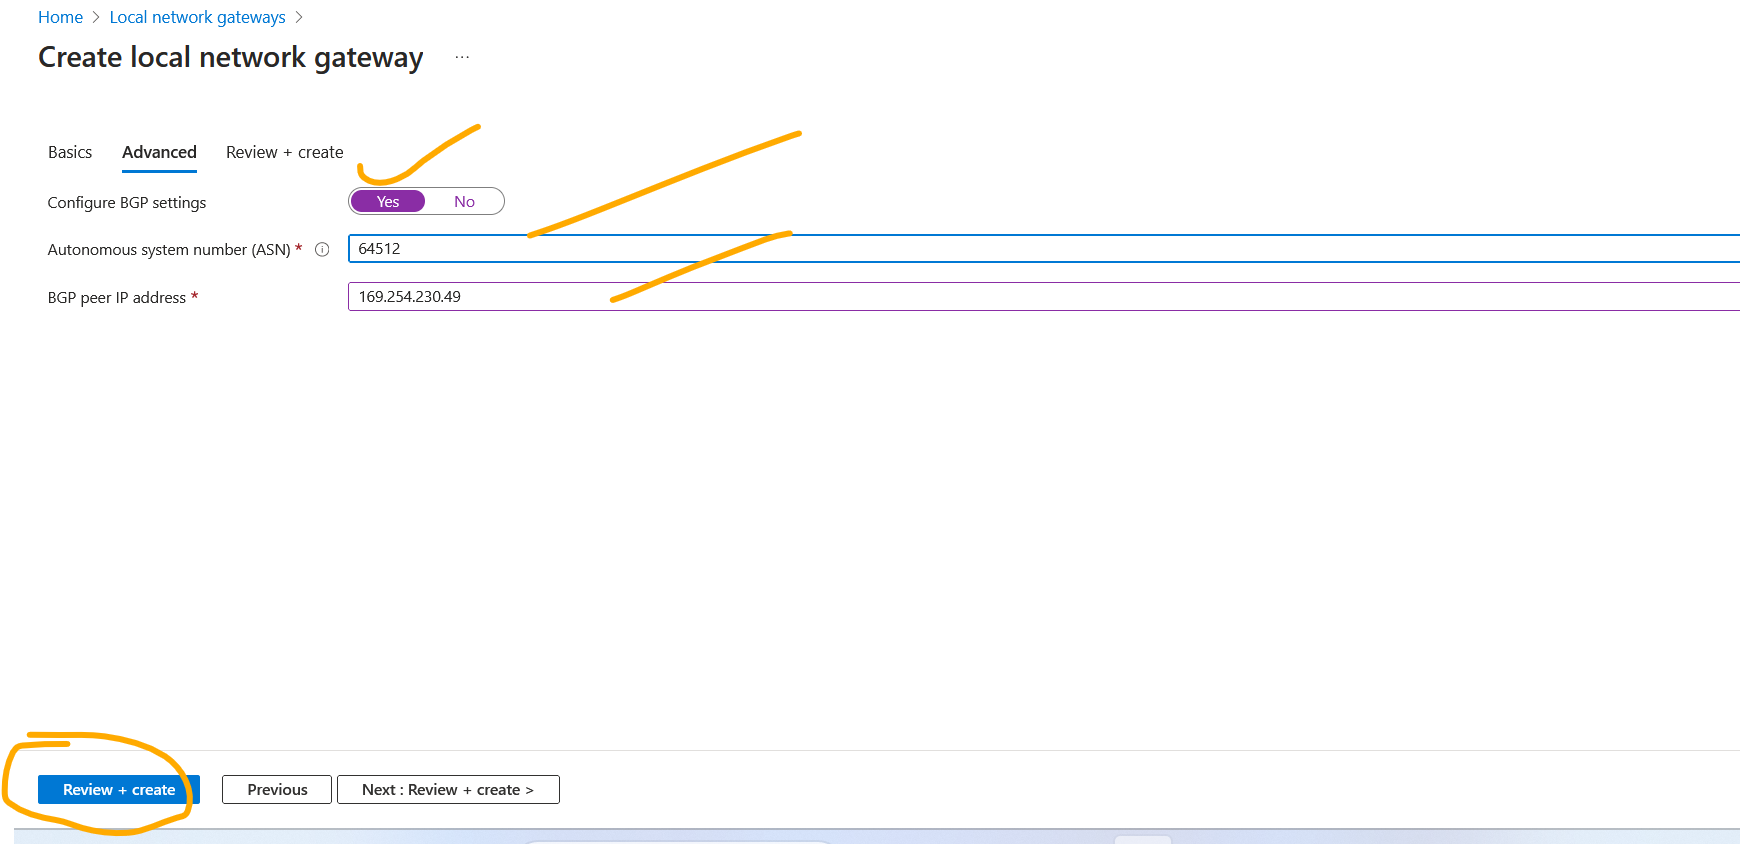 Home > Local network gateways >
Create local network gateway ...
Basics Advanced Review + create
Configure BGP settings Yes No
Autonomous system number (ASN) * 64512
BGP peer IP address * 169.254.230.49
Review + create Previous Next : Review + create >